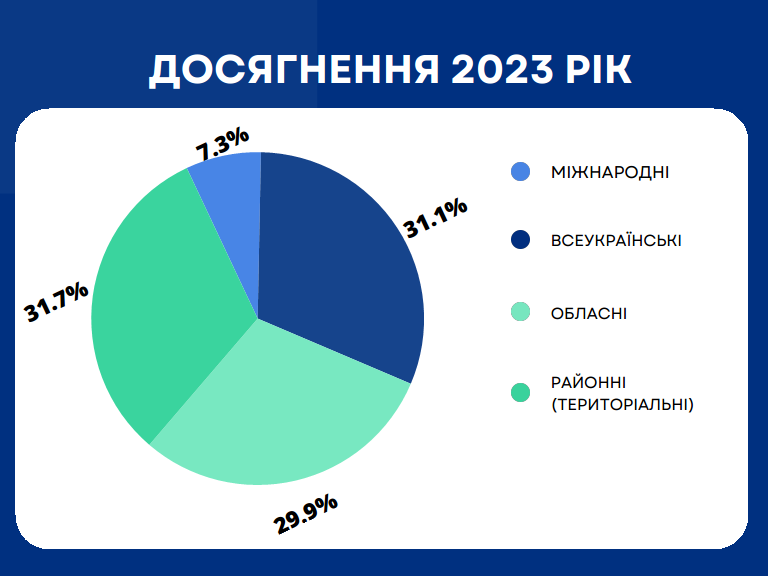 ДОСЯГНЕННЯ 2023 РІК
7.3%
31.1%
31.7%
29.9%
МІЖНАРОДНІ
ВСЕУКРАЇНСЬКІ
ОБЛАСНІ
РАЙОННІ
(ТЕРИТОРІАЛЬНІ)